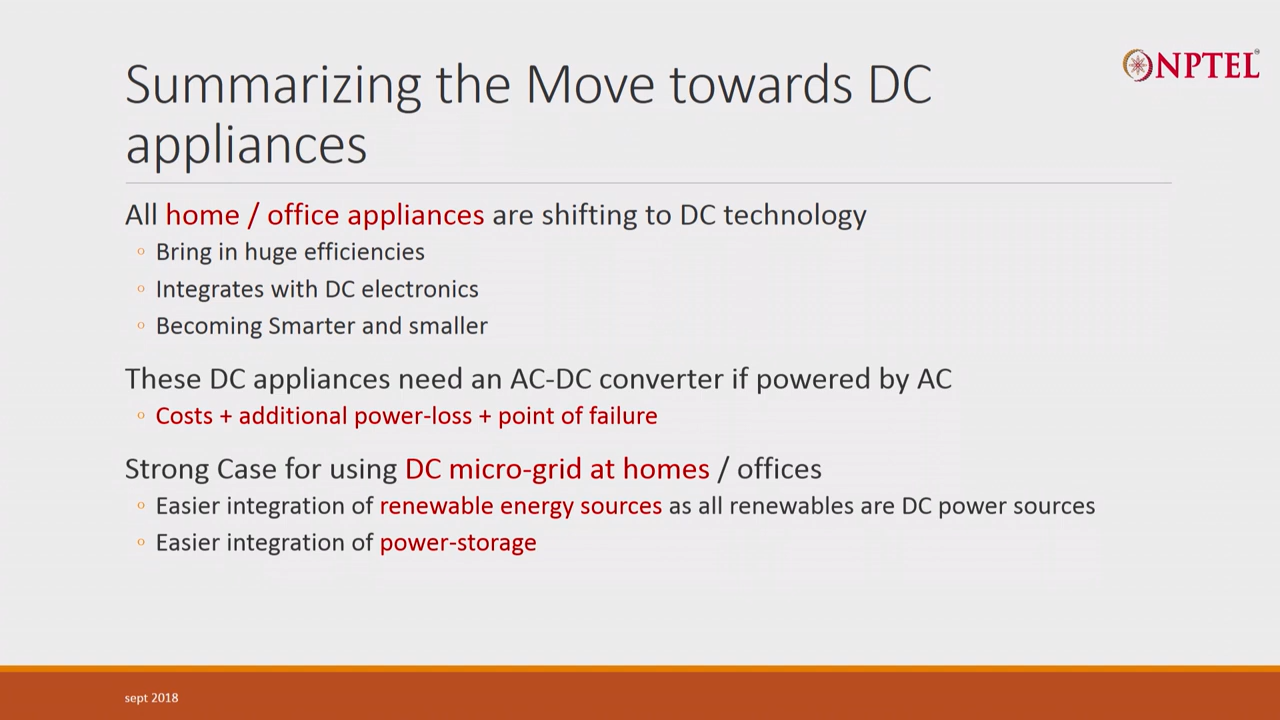 Summarizing the Move towards DC
appliances
NPTEL
All home / office appliances are shifting to DC technology
◦ Bring in huge efficiencies
◦ Integrates with DC electronics
◦ Becoming Smarter and smaller
These DC appliances need an AC-DC converter if powered by AC
◦ Costs + additional power-loss + point of failure
Strong Case for using DC micro-grid at homes / offices
◦ Easier integration of renewable energy sources as all renewables are DC power sources
◦ Easier integration of power-storage
sept 2018